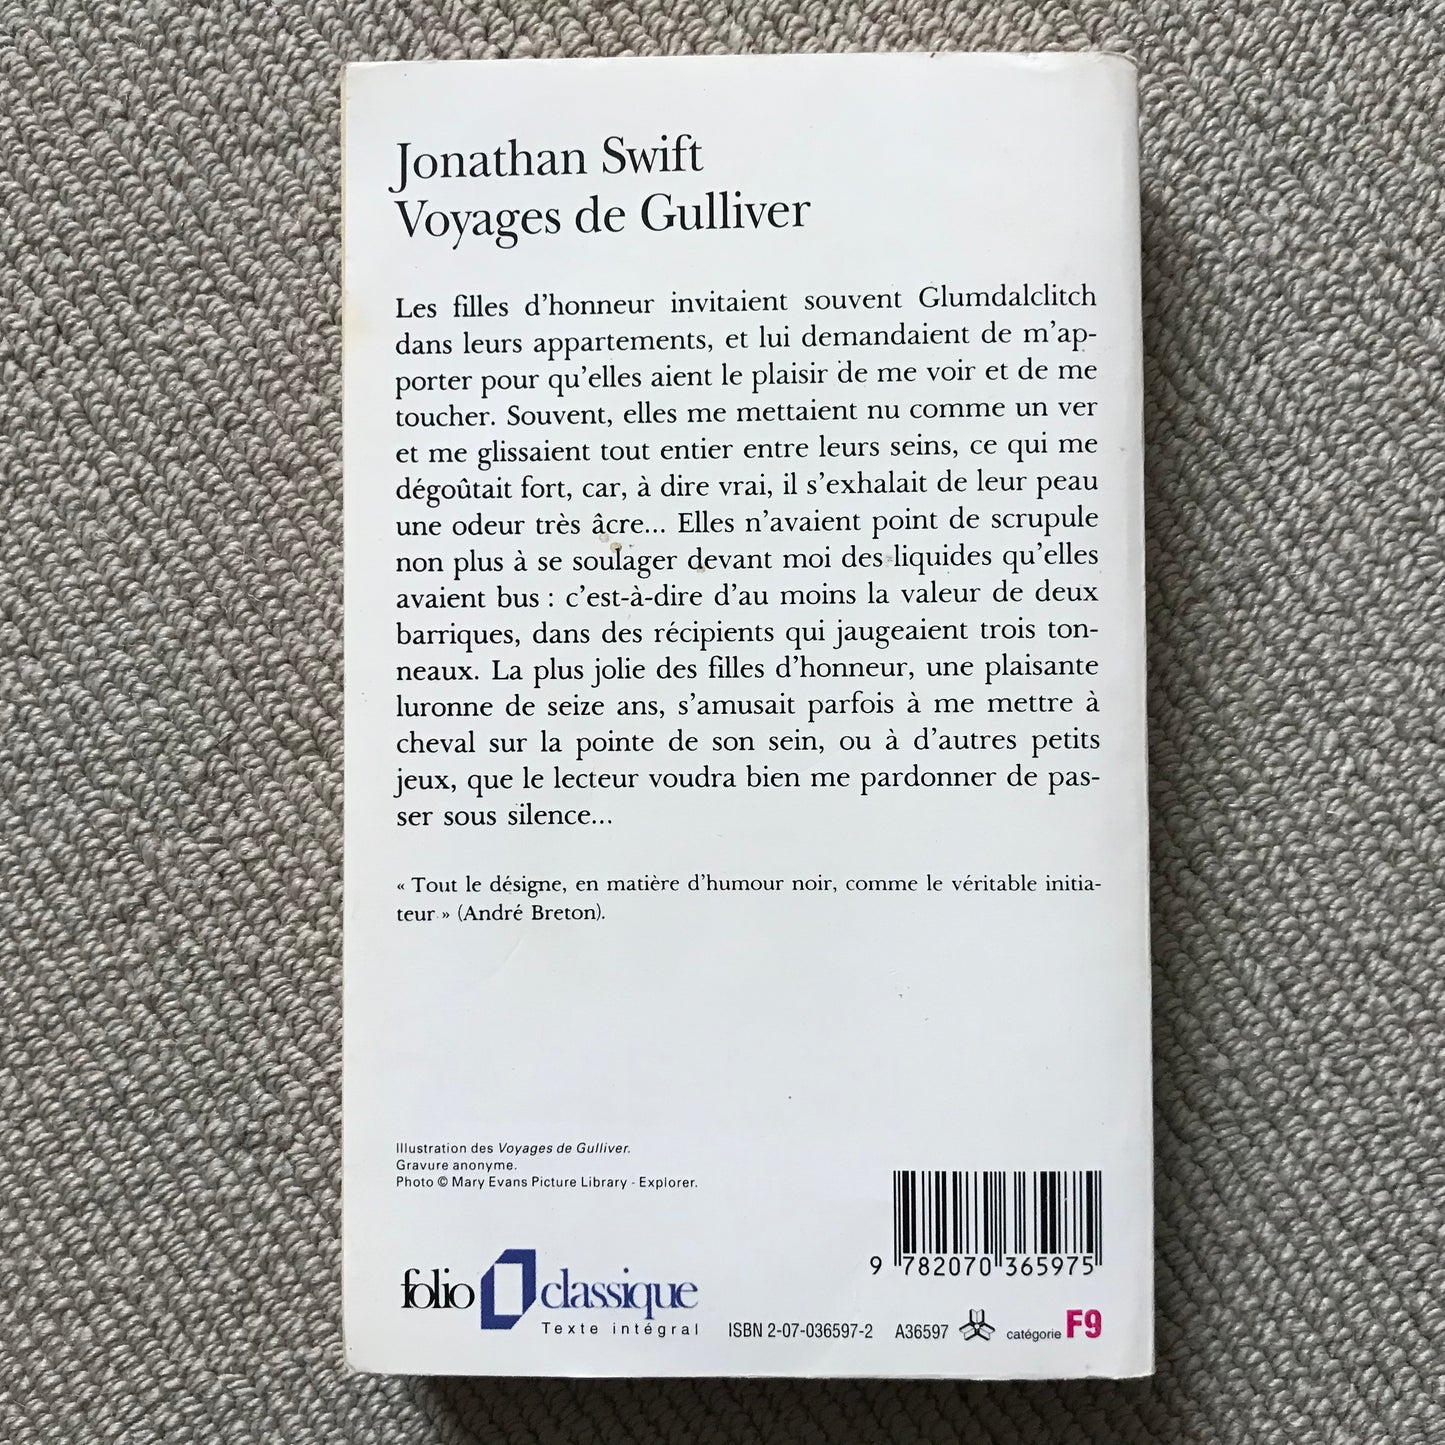 Jonathan Swift
Voyages de Gulliver
Les filles d'honneur invitaient souvent Glumdalclitch
dans leurs appartements, et lui demandaient de m'ap-
porter pour qu'elles aient le plaisir de me voir et de me
toucher. Souvent, elles me mettaient nu comme un ver
et me glissaient tout entier entre leurs seins, ce qui me
dégoûtait fort, car, à dire vrai, il s'exhalait de leur peau
une odeur très âcre... Elles n'avaient point de scrupule
non plus à se soulager devant moi des liquides qu'elles
avaient bus : c'est-à-dire d'au moins la valeur de deux
barriques, dans des récipients qui jaugeaient trois ton-
neaux. La plus jolie des filles d'honneur, une plaisante
luronne de seize ans, s'amusait parfois à me mettre à
cheval sur la pointe de son sein, ou à d'autres petits
jeux, que le lecteur voudra bien me pardonner de pas-
ser sous silence...
« Tout le désigne, en matière d'humour noir, comme le véritable initia-
teur » (André Breton).
Illustration des Voyages de Gulliver.
Gravure anonyme.
Photo © Mary Evans Picture Library - Explorer.
9 782070 365975
folio classique
Texte intégral
ISBN 2-07-036597-2 A36597 catégorie F9